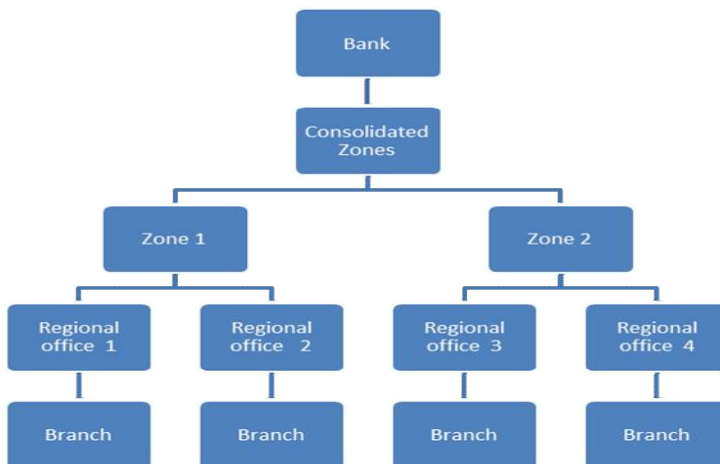 Bank
Consolidated
Zones
Zone 1
Zone 2
Regional
office 1
Regional
office 2
Regional
office 3
Regional
office 4
Branch
Branch
Branch
Branch